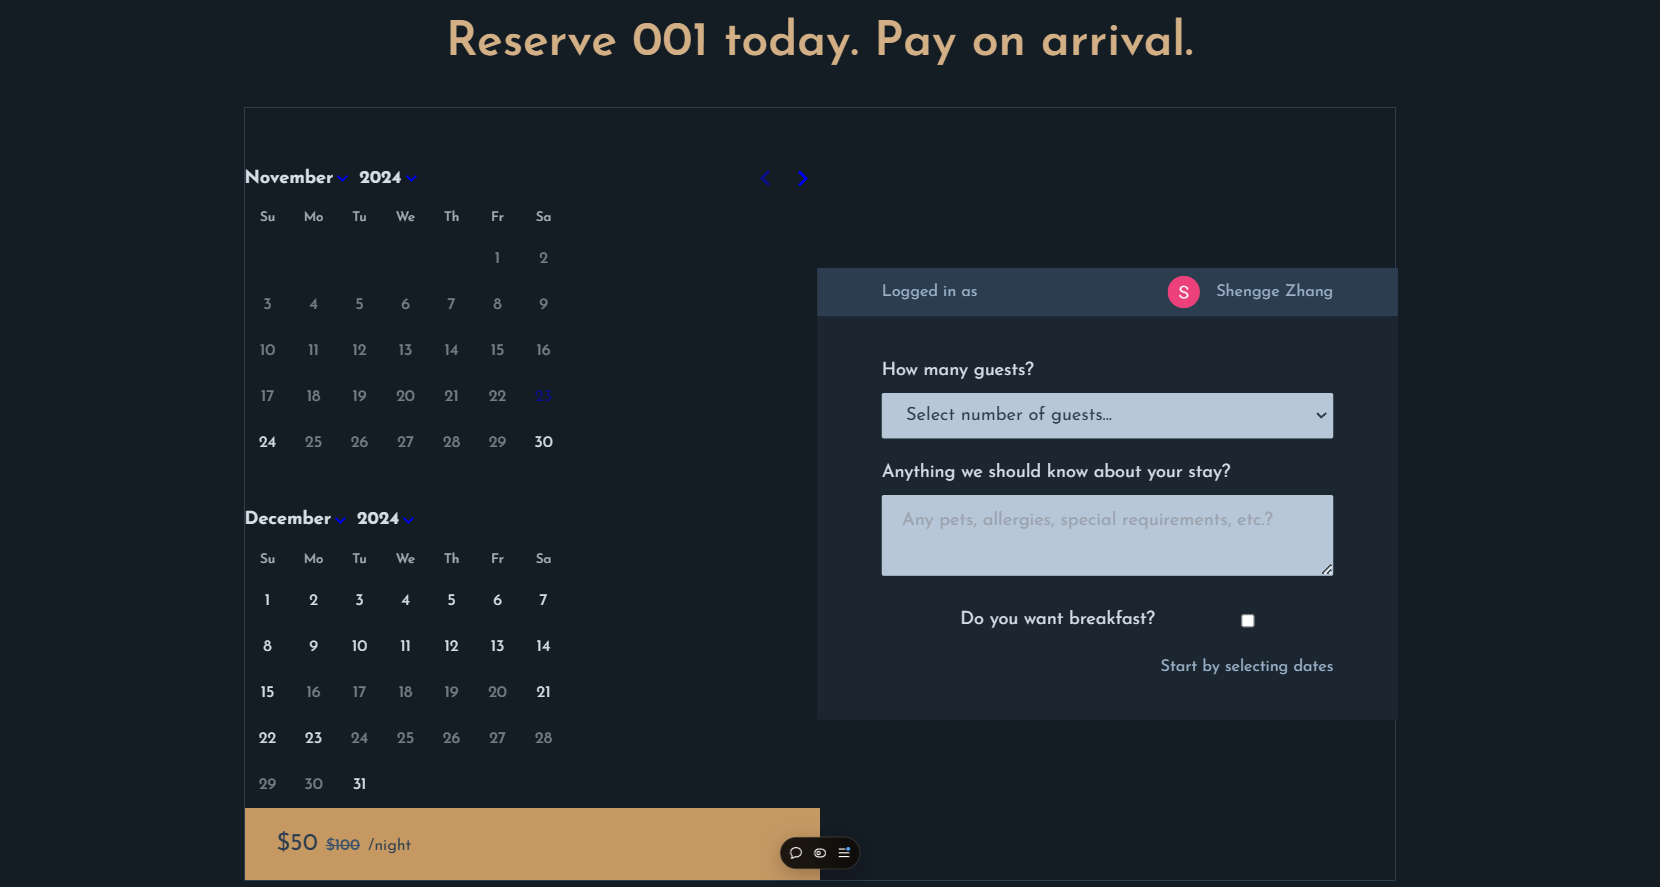 Reserve 001 today. Pay on arrival.
November 2024
Su Mo Tu We Th Fr Sa
1 2
3 4 5 6 7 8 9
10 11 12 13 14 15 16
17 18 19 20 21 22 23
24 25 26 27 28 29 30
December 2024
Su Mo Tu We Th Fr Sa
1 2 3 4 5 6 7
8 9 10 11 12 13 14
15 16 17 18 19 20 21
22 23 24 25 26 27 28
29 30 31
$50 $100 /night
Logged in as S Shengge Zhang
How many guests?
Select number of guests...
Anything we should know about your stay?
Any pets, allergies, special requirements, etc.?
Do you want breakfast?
Start by selecting dates